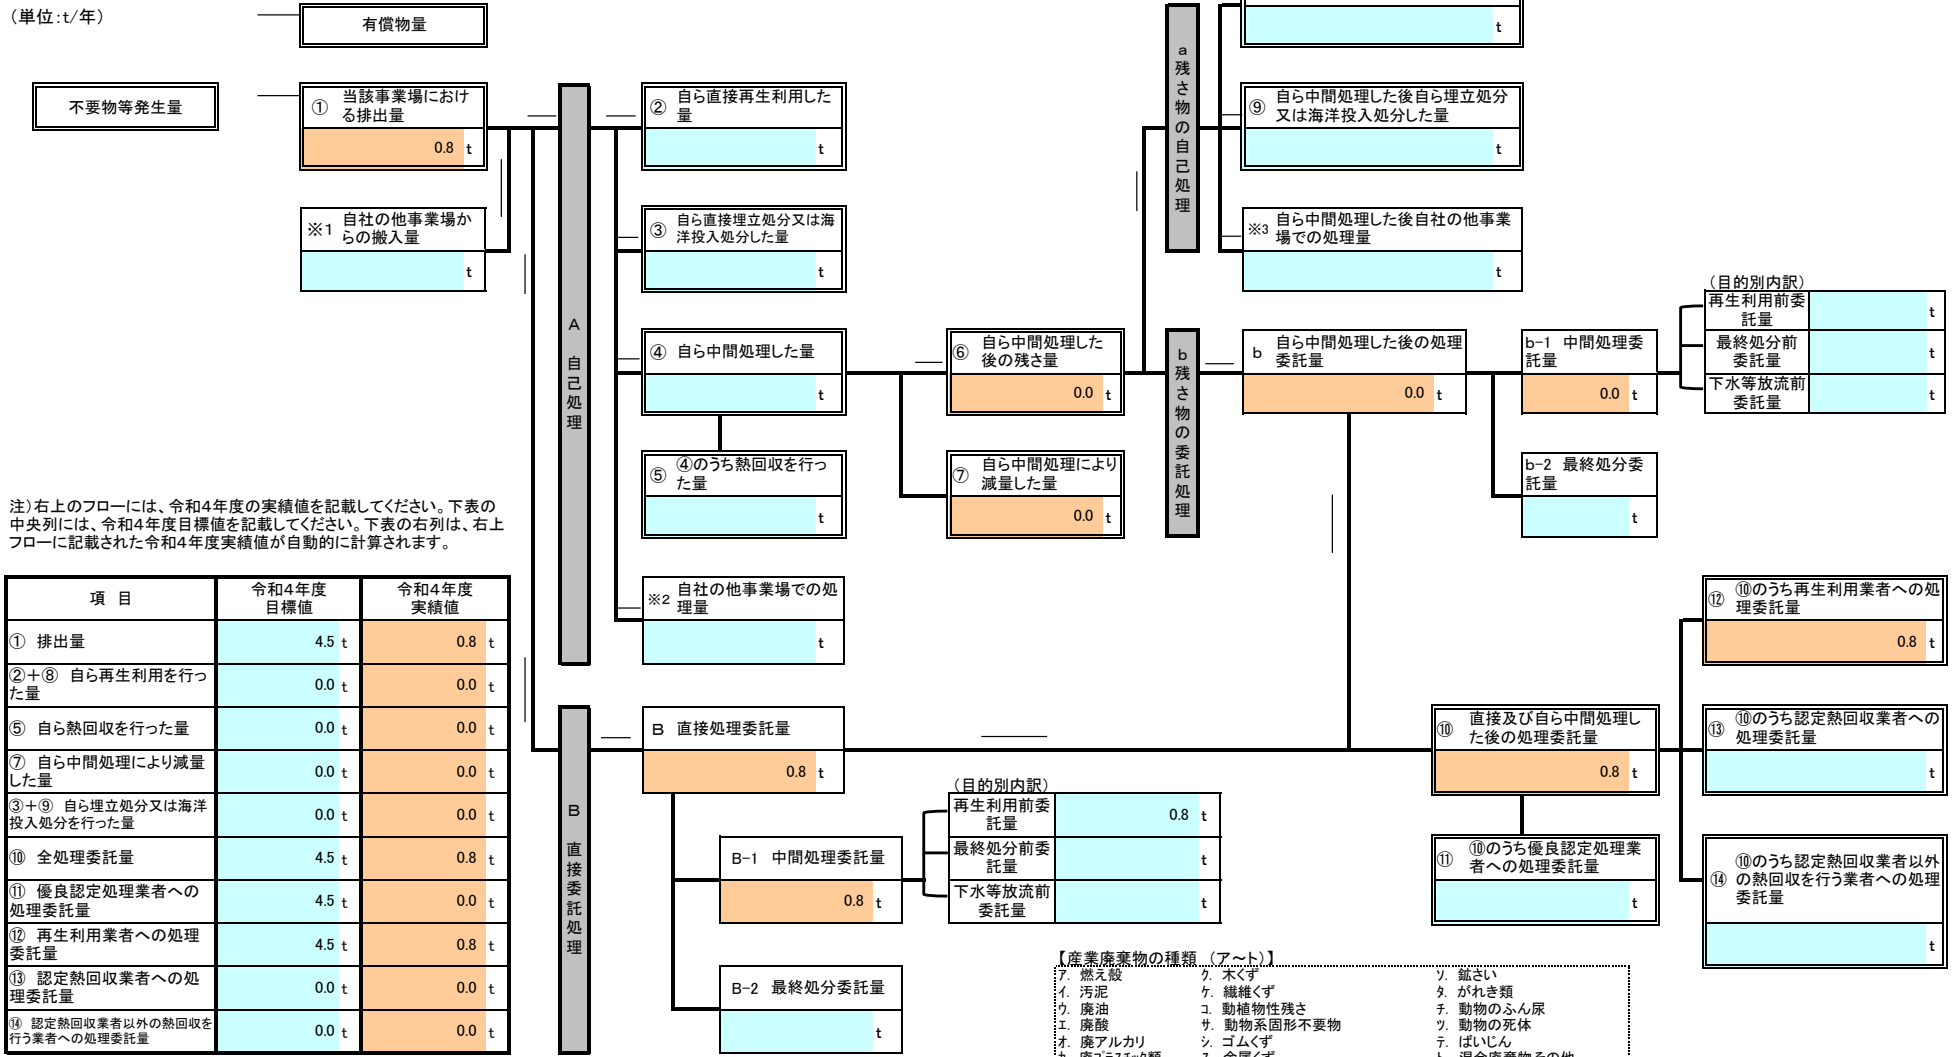 (単位:t/年)
有償物量
t
不要物等発生量
① 当該事業場におけ
る排出量
0.8 t
※1 自社の他事業場か
らの搬入量
t
A 自己処理
② 自ら直接再生利用した
量
t
③ 自ら直接埋立処分又は海
洋投入処分した量
t
④ 自ら中間処理した量
t
⑤ ④のうち熱回収を行っ
た量
t
※2 自社の他事業場での処
理量
t
⑥ 自ら中間処理した
後の残さ量
0.0 t
⑦ 自ら中間処理により
減量した量
0.0 t
a残さ物の自己処理
⑨ 自ら中間処理した後自ら埋立処分
又は海洋投入処分した量
t
※3 自ら中間処理した後自社の他事業
場での処理量
t
b残さ物の委託処理
b 自ら中間処理した後の処理
委託量
0.0 t
b-1 中間処理委
託量
0.0 t
b-2 最終処分委
託量
t
(目的別内訳)
再生利用前委
託量
t
最終処分前
委託量
t
下水等放流前
委託量
t
注)右上のフローには、令和4年度の実績値を記載してください。下表の
中央列には、令和4年度目標値を記載してください。下表の右列は、右上
フローに記載された令和4年度実績値が自動的に計算されます。
項 目
令和4年度
目標値
令和4年度
実績値
① 排出量 4.5 t 0.8 t
②+⑧ 自ら再生利用を行っ
た量
0.0 t 0.0 t
⑤ 自ら熱回収を行った量 0.0 t 0.0 t
⑦ 自ら中間処理により減量
した量
0.0 t 0.0 t
③+⑨ 自ら埋立処分又は海洋
投入処分を行った量
0.0 t 0.0 t
⑩ 全処理委託量 4.5 t 0.8 t
⑪ 優良認定処理業者への
処理委託量
4.5 t 0.0 t
⑫ 再生利用業者への処理
委託量
4.5 t 0.8 t
⑬ 認定熱回収業者への処
理委託量
0.0 t 0.0 t
⑭ 認定熱回収業者以外の熱回収を
行う業者への処理委託量
0.0 t 0.0 t
B 直接委託処理
B 直接処理委託量
0.8 t
B-1 中間処理委託量
0.8 t
B-2 最終処分委託量
t
(目的別内訳)
再生利用前委
託量
0.8 t
最終処分前委
託量
t
下水等放流前
委託量
t
⑩ 直接及び自ら中間処理し
た後の処理委託量
0.8 t
⑪ ⑩のうち優良認定処理業
者への処理委託量
t
⑫ ⑩のうち再生利用業者への処
理委託量
0.8 t
⑬ ⑩のうち認定熱回収業者への
処理委託量
t
⑭ ⑩のうち認定熱回収業者以外
の熱回収を行う業者への処理
委託量
t
【産業廃棄物の種類 (ア~ト)】
ア. 燃え殻 ク. 木くず ソ. 鉱さい
イ. 汚泥 ケ. 繊維くず タ. がれき類
ウ. 廃油 コ. 動植物性残さ チ. 動物のふん尿
エ. 廃酸 サ. 動物系固形不要物 ツ. 動物の死体
オ. 廃アルカリ シ. ゴムくず テ. ばいじん
カ. 廃プラスチック類 ス. 金属くず ト. 混合廃棄物その他